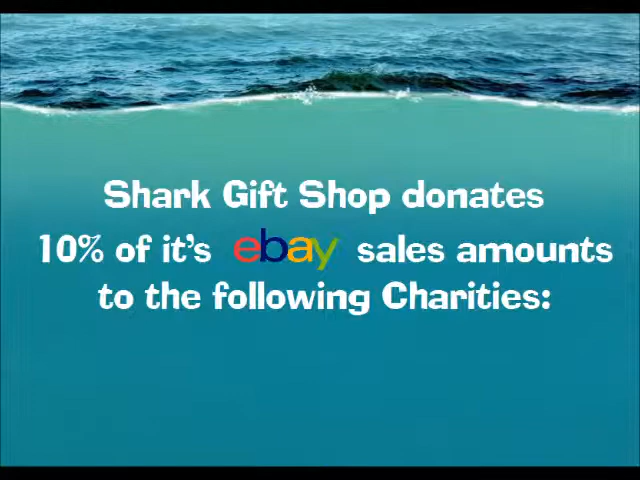 Shark Gift Shop donates
10% of it's ebay sales amounts
to the following Charities: